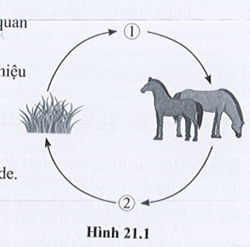 quan
①
hiệu
de.
②
Hình 21.1